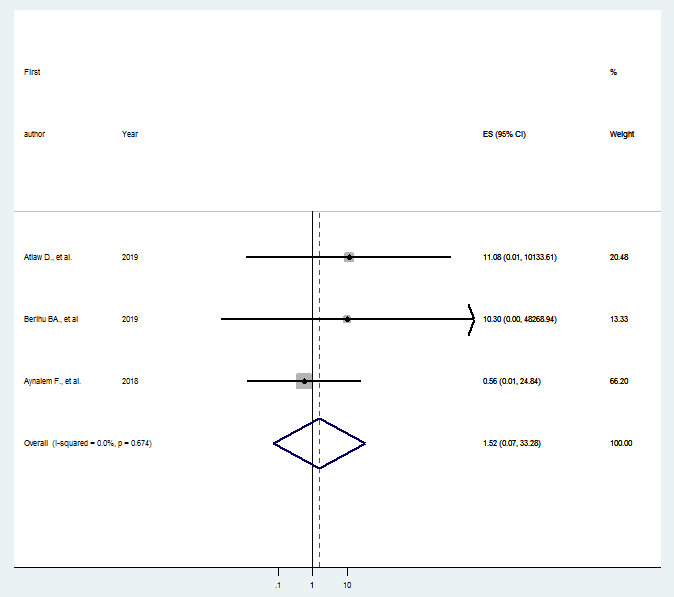 First %
author Year ES (95% CI) Weight
Atlaw D., et al. 2019 11.08 (0.01, 10133.61) 20.48
Berihu BA., et al 2019 10.30 (0.00, 48268.94) 13.33
Aynalem F., et al. 2018 0.56 (0.01, 24.84) 66.20
Overall (I-squared = 0.0%, p = 0.674) 1.52 (0.07, 33.28) 100.00
.1 1 10